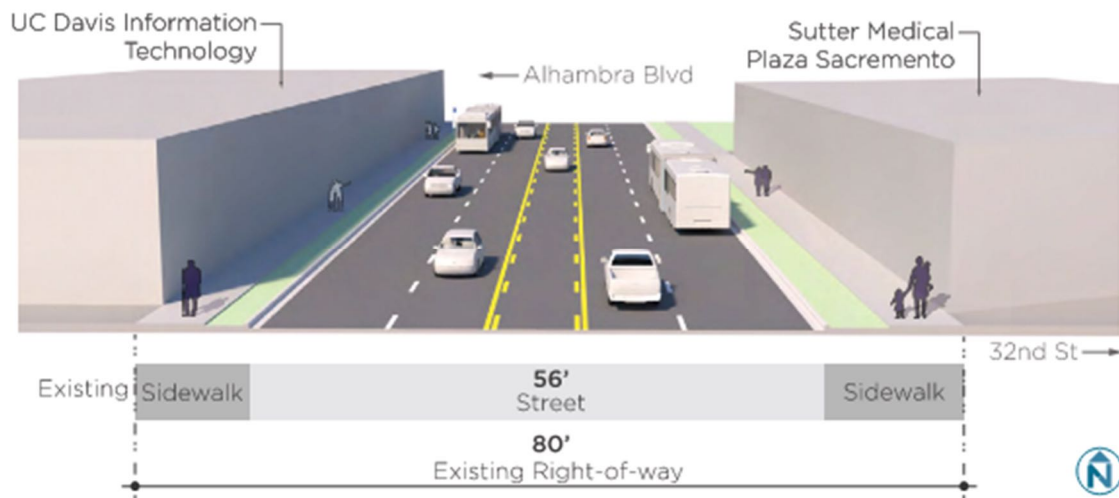 UC Davis Information
Technology
Alhambra Blvd
Sutter Medical
Plaza Sacremento
32nd St
Existing
Sidewalk
56'
Street
Sidewalk
80'
Existing Right-of-way
N